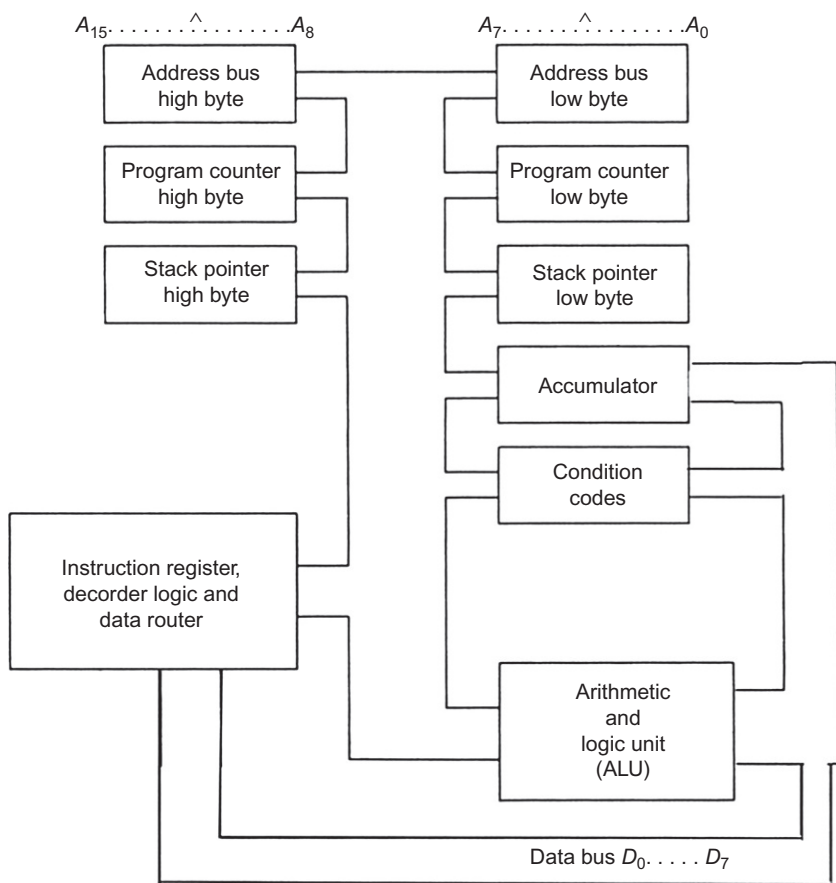 A15. . . . . . . ^. . . . . . . .A8
A7. . . . . . . ^. . . . . . . .A0
Address bus
high byte
Address bus
low byte
Program counter
high byte
Program counter
low byte
Stack pointer
high byte
Stack pointer
low byte
Accumulator
Condition
codes
Instruction register,
decorder logic and
data router
Arithmetic
and
logic unit
(ALU)
Data bus D0. . . . . D7